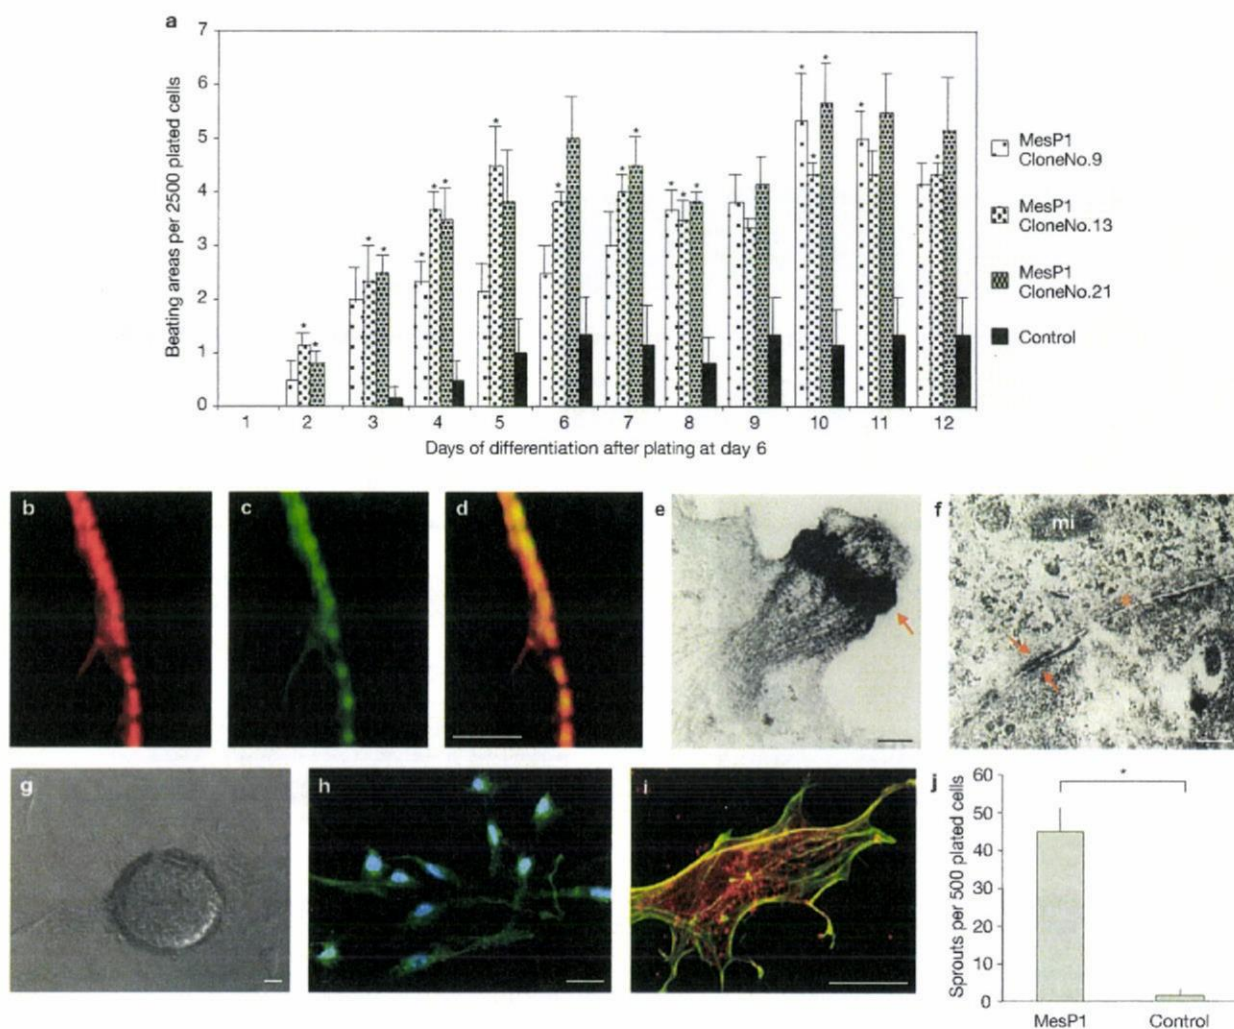 a
7
6
5
4
3
2
1
0
Beating areas per 2500 plated cells
* * * * * * * * * * * * * * * * * * *
1 2 3 4 5 6 7 8 9 10 11 12
Days of differentiation after plating at day 6
MesP1
CloneNo.9
MesP1
CloneNo.13
MesP1
CloneNo.21
Control
b
c
d
e
f
mi
*
g
h
i
60
50
40
30
20
10
0
Sprouts per 500 plated cells
*
MesP1
Control